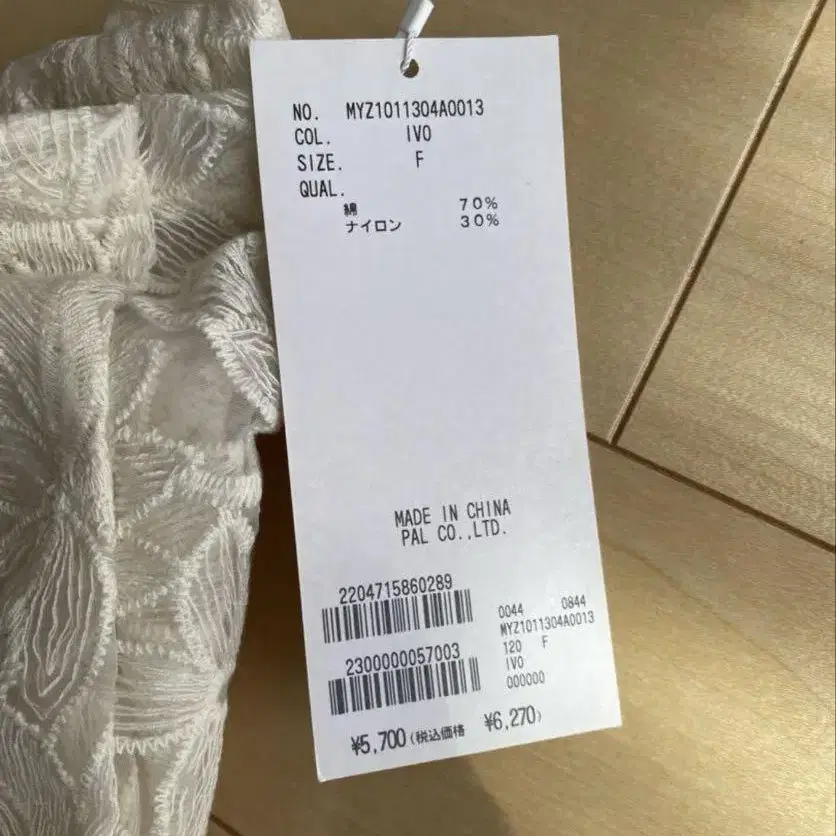 NO. MYZ1011304A0013
COL. IVO
SIZE. F
QUAL.
綿 70%
ナイロン 30%
MADE IN CHINA
PAL CO.,LTD.
2204715860289
2300000057003
0044 0844
MYZ1011304A0013
120 F
IVO
000000
¥5,700(税込価格 ¥6,270)